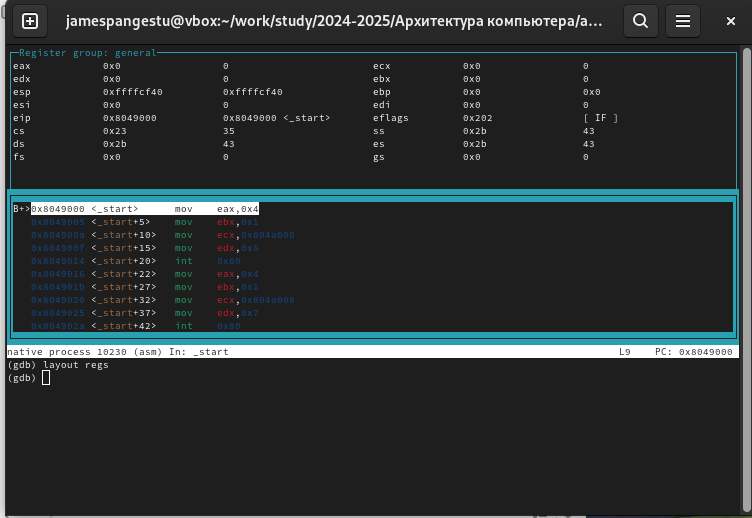 jamespangestu@vbox:~/work/study/2024-2025/Архитектура компьютера/a...
Register group: general
eax 0x0 0 ecx 0x0 0
edx 0x0 0 ebx 0x0 0
esp 0xffffcf40 0xffffcf40 ebp 0x0 0x0
esi 0x0 0 edi 0x0 0
eip 0x8049000 0x8049000 <_start> eflags 0x202 [ IF ]
cs 0x23 35 ss 0x2b 43
ds 0x2b 43 es 0x2b 43
fs 0x0 0 gs 0x0 0
B+>0x8049000 <_start> mov eax,0x4
0x8049005 <_start+5> mov ebx,0x1
0x804900a <_start+10> mov ecx,0x804a000
0x804900f <_start+15> mov edx,0x8
0x8049014 <_start+20> int 0x80
0x8049016 <_start+22> mov eax,0x4
0x804901b <_start+27> mov ebx,0x1
0x8049020 <_start+32> mov ecx,0x804a008
0x8049025 <_start+37> mov edx,0x7
0x804902a <_start+42> int 0x80
native process 10230 (asm) In: _start L9 PC: 0x8049000
(gdb) layout regs
(gdb)